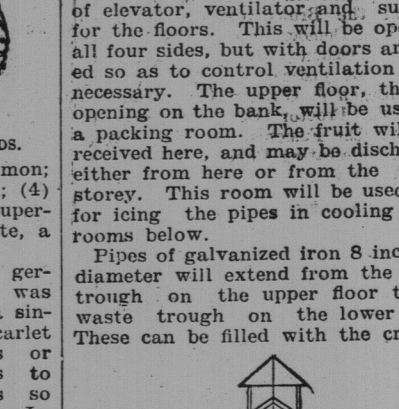 DS.
mon;
; (4)
uper-
te, a
ger-
was
sin-
carlet
s or
s to
s so
of elevator, ventilator and su
for the floors. This will be op
all four sides, but with doors ar
ed so as to control ventilation
necessary. The upper floor, th
opening on the bank, will be us
a packing room. The fruit wil
received here, and may be disch
either from here or from the
storey. This room will be used
for icing the pipes in cooling
rooms below.
Pipes of galvanized iron 8 inc
diameter will extend from the
trough on the upper floor t
waste trough on the lower
These can be filled with the cr